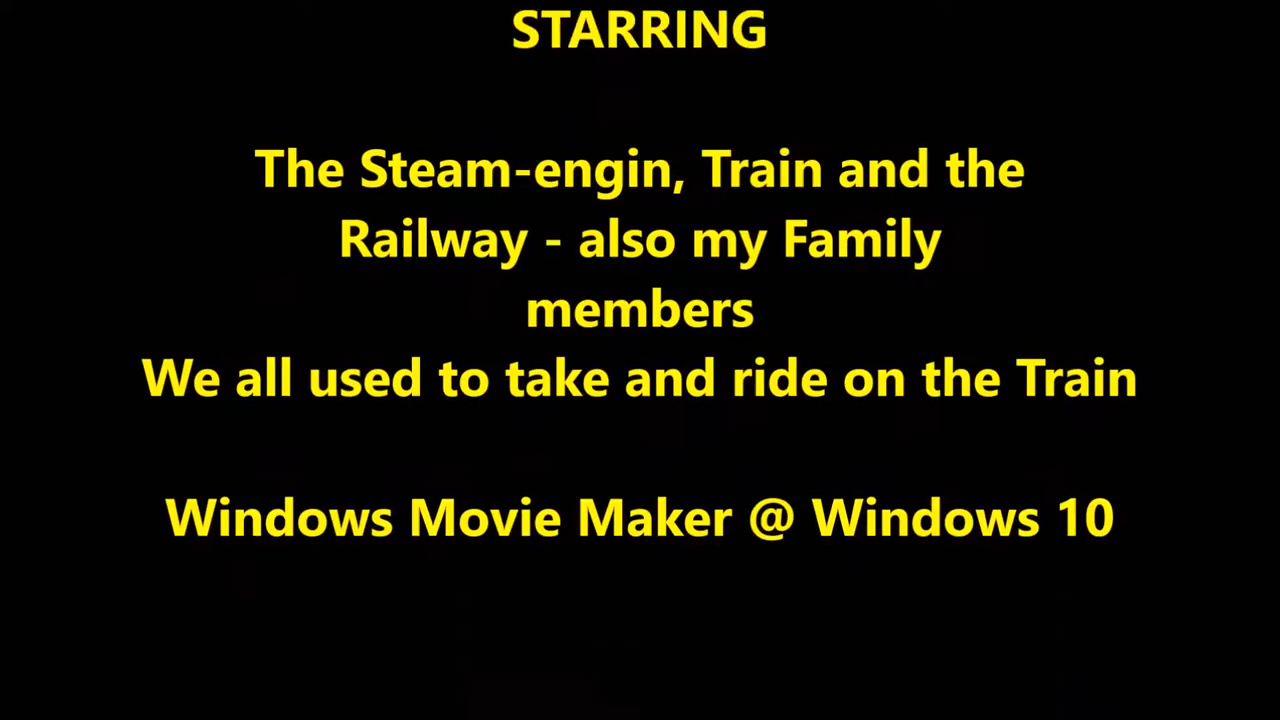 STARRING
The Steam-engin, Train and the
Railway - also my Family
members
We all used to take and ride on the Train
Windows Movie Maker @ Windows 10